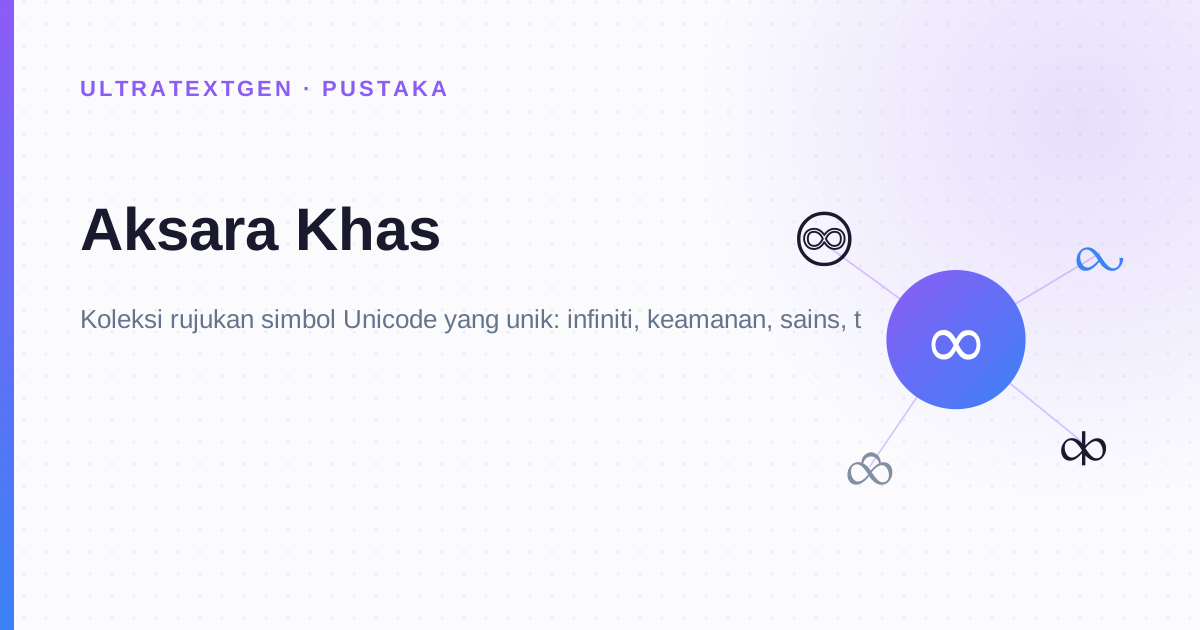 ULTRATEXTGEN · PUSTAKA
Aksara Khas
Koleksi rujukan simbol Unicode yang unik: infiniti, keamanan, sains, t
♾
∝
∞
⧞
⧝